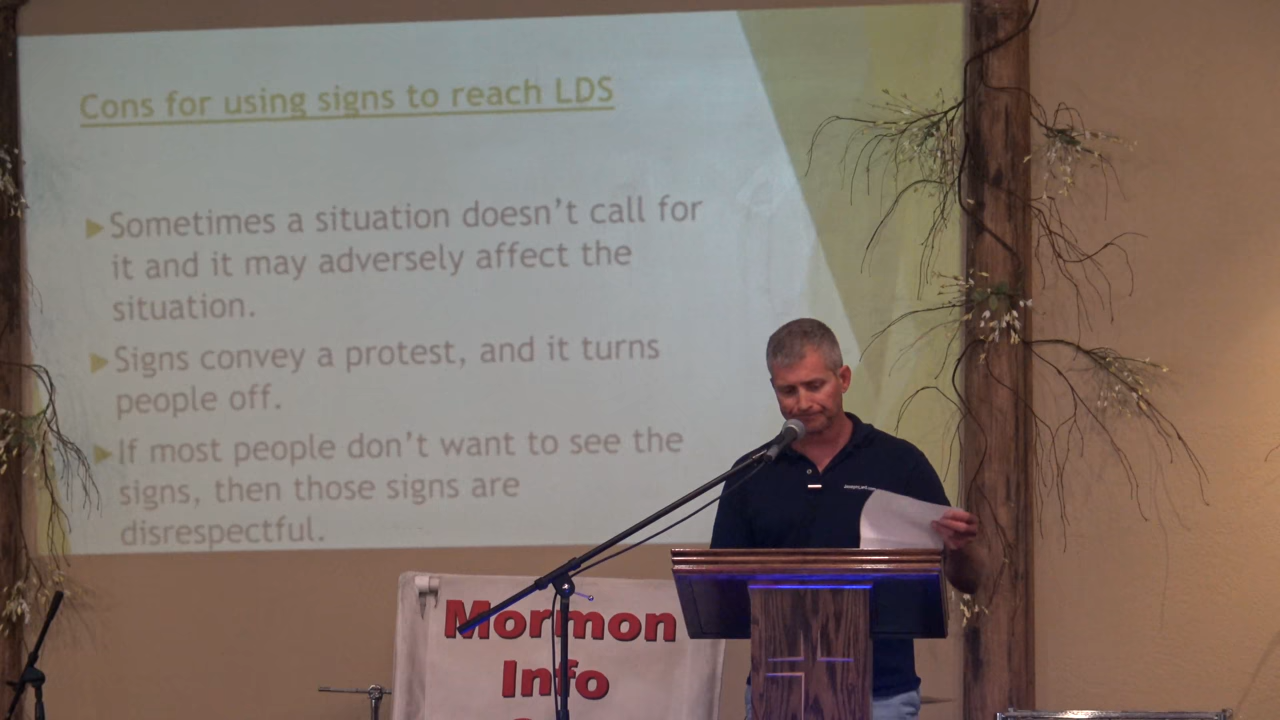 Cons for using signs to reach LDS
Sometimes a situation doesn't call for
it and it may adversely affect the
situation.
Signs convey a protest, and it turns
people off.
If most people don't want to see the
signs, then those signs are
disrespectful.
Mormon
Info